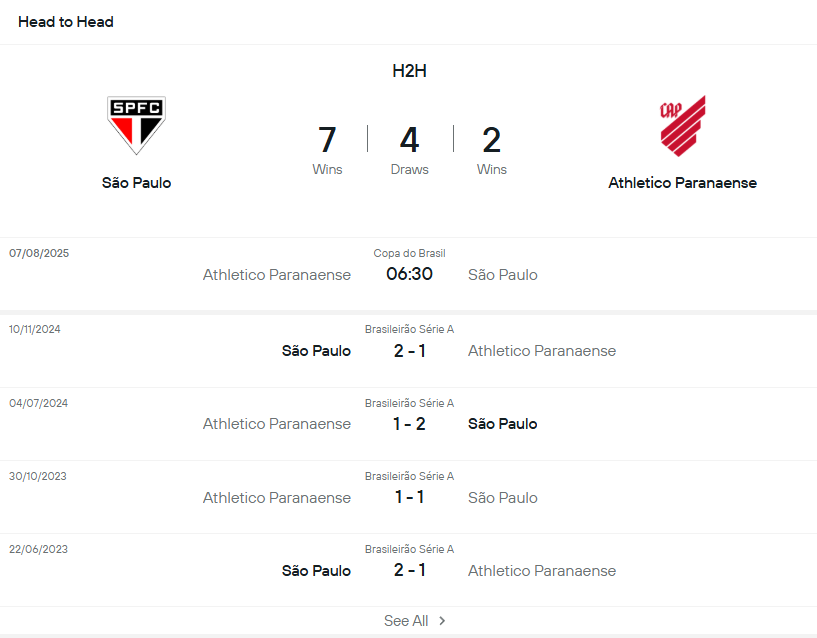 Head to Head
H2H
SPFC
CAP
7 4 2
Wins Draws Wins
São Paulo Athletico Paranaense
07/08/2025 Copa do Brasil
Athletico Paranaense 06:30 São Paulo
10/11/2024 Brasileirão Série A
São Paulo 2 - 1 Athletico Paranaense
04/07/2024 Brasileirão Série A
Athletico Paranaense 1 - 2 São Paulo
30/10/2023 Brasileirão Série A
Athletico Paranaense 1 - 1 São Paulo
22/06/2023 Brasileirão Série A
São Paulo 2 - 1 Athletico Paranaense
See All